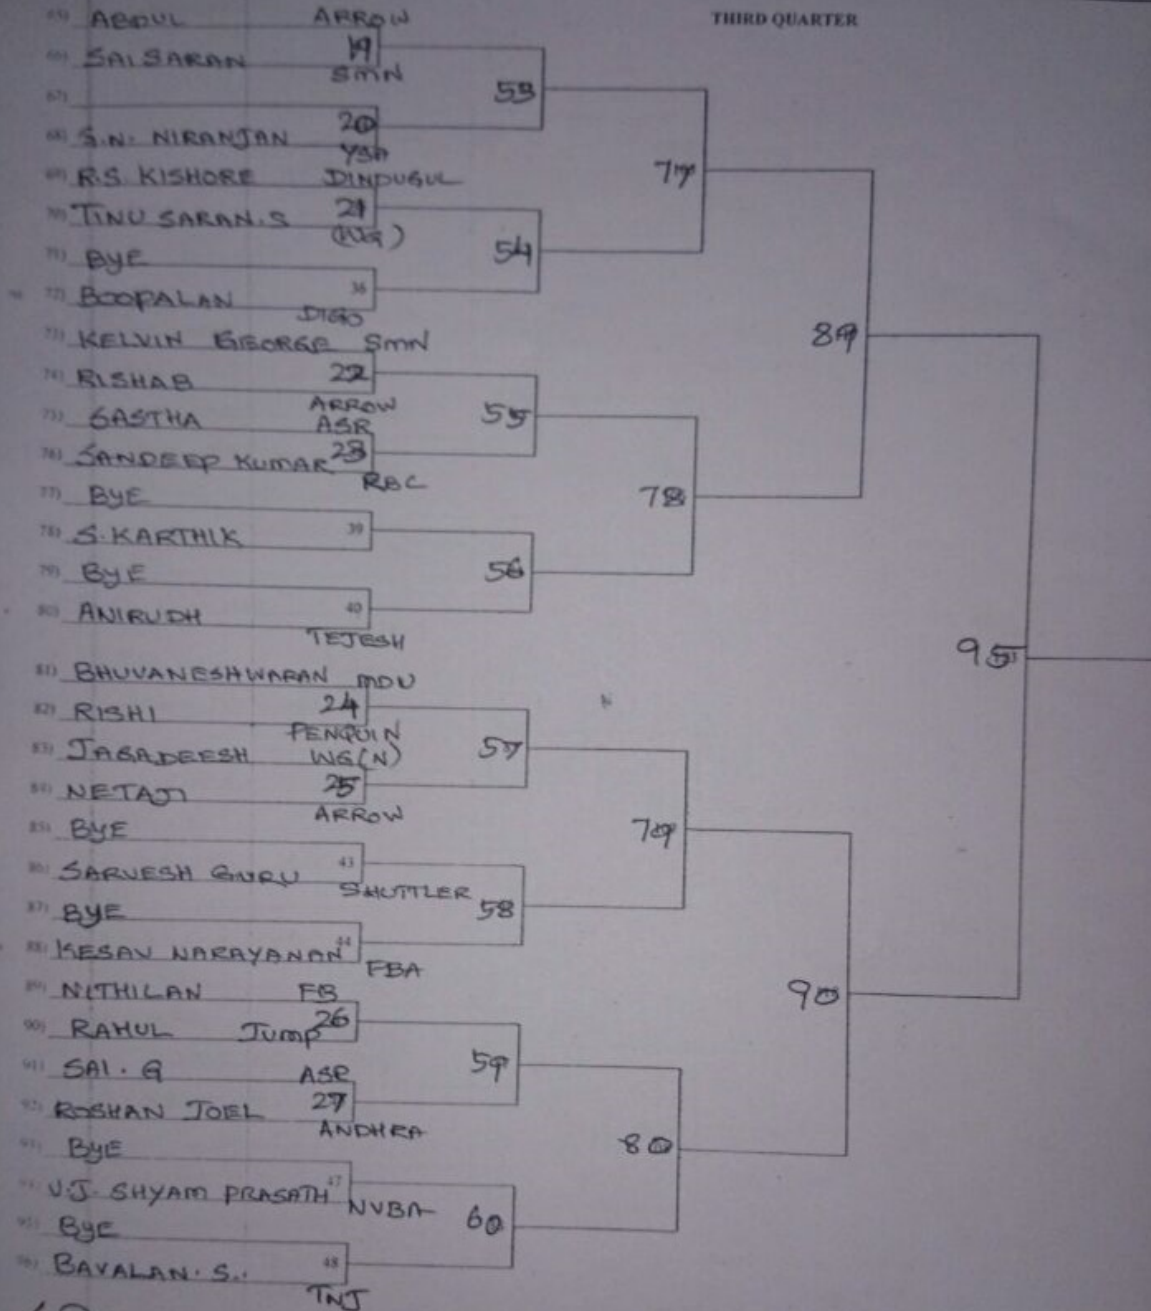 THIRD QUARTER
65) ABDUL ARROW
19
66) SAI SARAN SMN
53
67)
20
68) S.N. NIRANJAN YSA
77
69) R.S. KISHORE DINDUGUL
21
70) TINU SARAN.S
54
71) BYE
36
72) BOOPALAN
89
73) KELVIN GEORGE SMN
22
74) RISHAB ARROW
55
75) SASTHA ASR
23
76) SANDEEP KUMAR RBC
78
77) BYE
39
78) S.KARTHIK
56
79) BYE
40
80) ANIRUDH TEJESH
95
81) BHUVANESHWARAN MDU
24
82) RISHI PENQUIN
57
83) JAGADEESH WG(N)
25
84) NETAJI ARROW
79
85) BYE
43
86) SARVESH GURU SHUTTLER
58
87) BYE
44
88) KESAV NARAYANAN FBA
90
89) NITHILAN FB
26
90) RAHUL Jump
59
91) SAI.G ASR
27
92) ROSHAN JOEL ANDHRA
80
93) BYE
47
94) V.J. SHYAM PRASATH NVBA
60
95) Bye
48
96) BAVALAN.S. TNJ